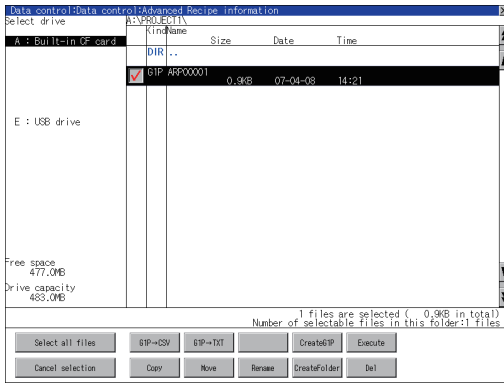 Data control:Data control:Advanced Recipe information
Select drive
A:\PROJECT1\
Kind Name
Size Date Time
A : Built-in CF card
DIR ..
G1P ARP00001
0.9KB 07-04-08 14:21
E : USB drive
Free space
477.0MB
Drive capacity
483.0MB
1 files are selected ( 0.9KB in total)
Number of selectable files in this folder:1 files
Select all files G1P→CSV G1P→TXT CreateG1P Execute
Cancel selection Copy Move Rename CreateFolder Del